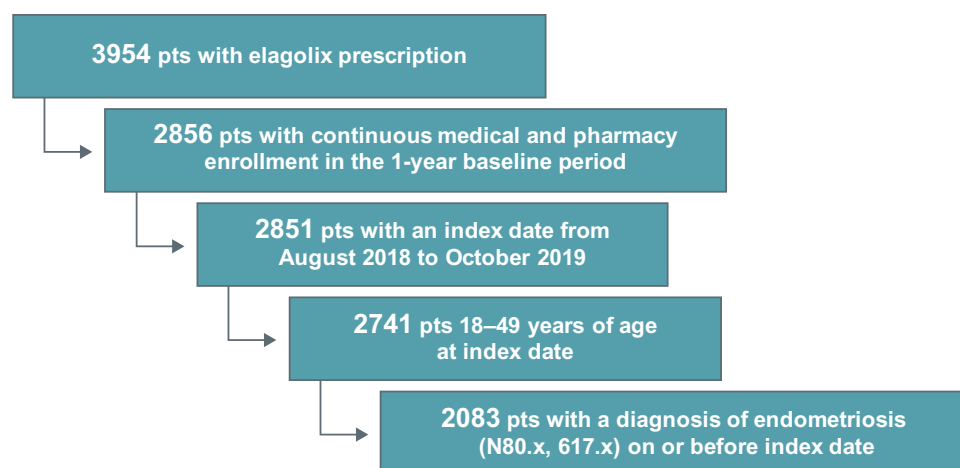 3954 pts with elagolix prescription
2856 pts with continuous medical and pharmacy
enrollment in the 1-year baseline period
2851 pts with an index date from
August 2018 to October 2019
2741 pts 18–49 years of age
at index date
2083 pts with a diagnosis of endometriosis
(N80.x, 617.x) on or before index date